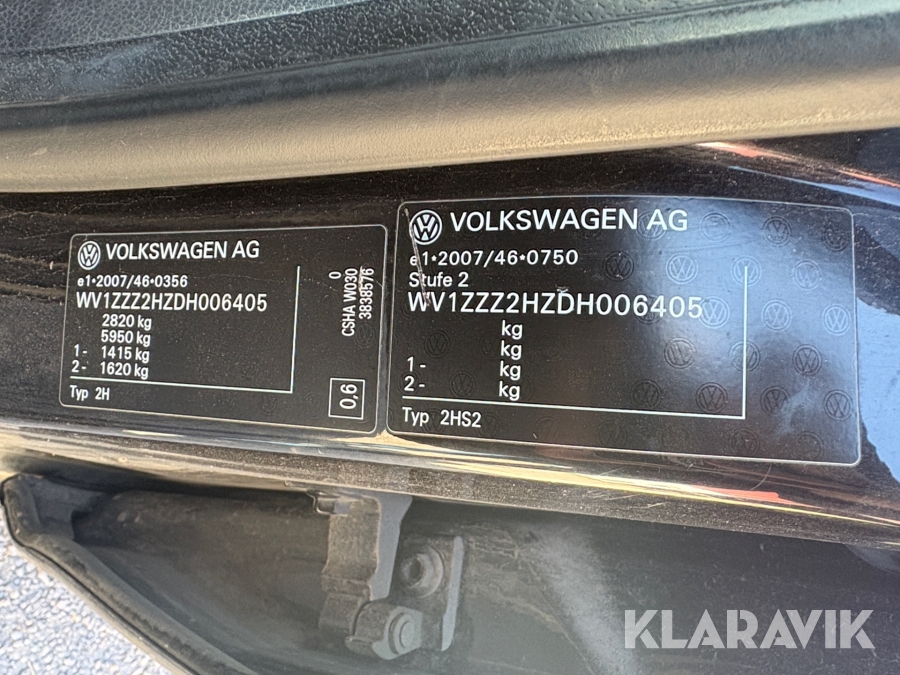 VOLKSWAGEN AG
e1•2007/46•0356
WV1ZZZ2HZDH006405
2820 kg
5950 kg
1- 1415 kg
2- 1620 kg
Typ 2H
0
CSHA W030
3838576
0,6
VOLKSWAGEN AG
e1•2007/46•0750
Stufe 2
WV1ZZZ2HZDH006405
kg
kg
1- kg
2- kg
Typ 2HS2
KLARAVIK